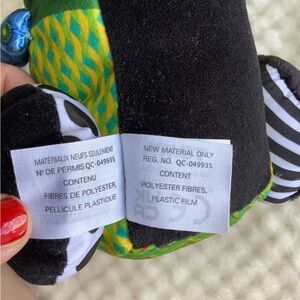 MATÉRIAUX NEUFS SEULEMENT
Nº DE PERMIS QC-049935
CONTENU
FIBRES DE POLYESTER,
PELLICULE PLASTIQUE
NEW MATERIAL ONLY
REG. NO. QC-049935
CONTENT
POLYESTER FIBRES,
PLASTIC FILM